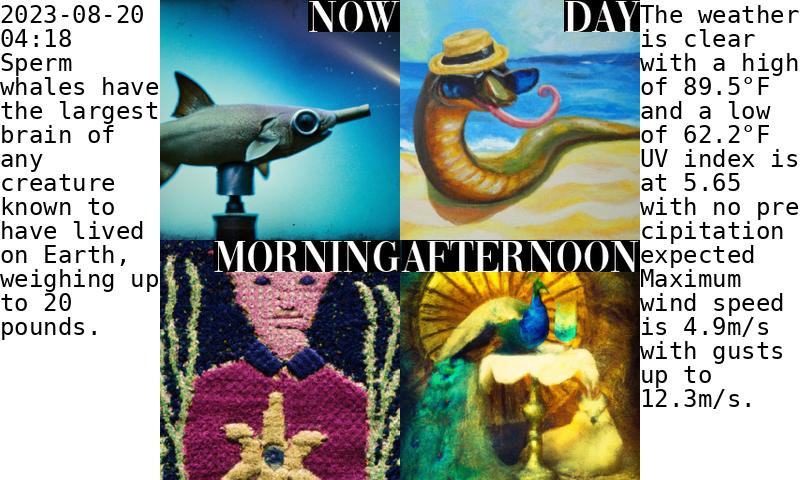 2023-08-20
04:18
Sperm
whales have
the largest
brain of
any
creature
known to
have lived
on Earth,
weighing up
to 20
pounds.
NOW
DAY
MORNING
AFTERNOON
The weather
is clear
with a high
of 89.5°F
and a low
of 62.2°F
UV index is
at 5.65
with no pre
cipitation
expected
Maximum
wind speed
is 4.9m/s
with gusts
up to
12.3m/s.